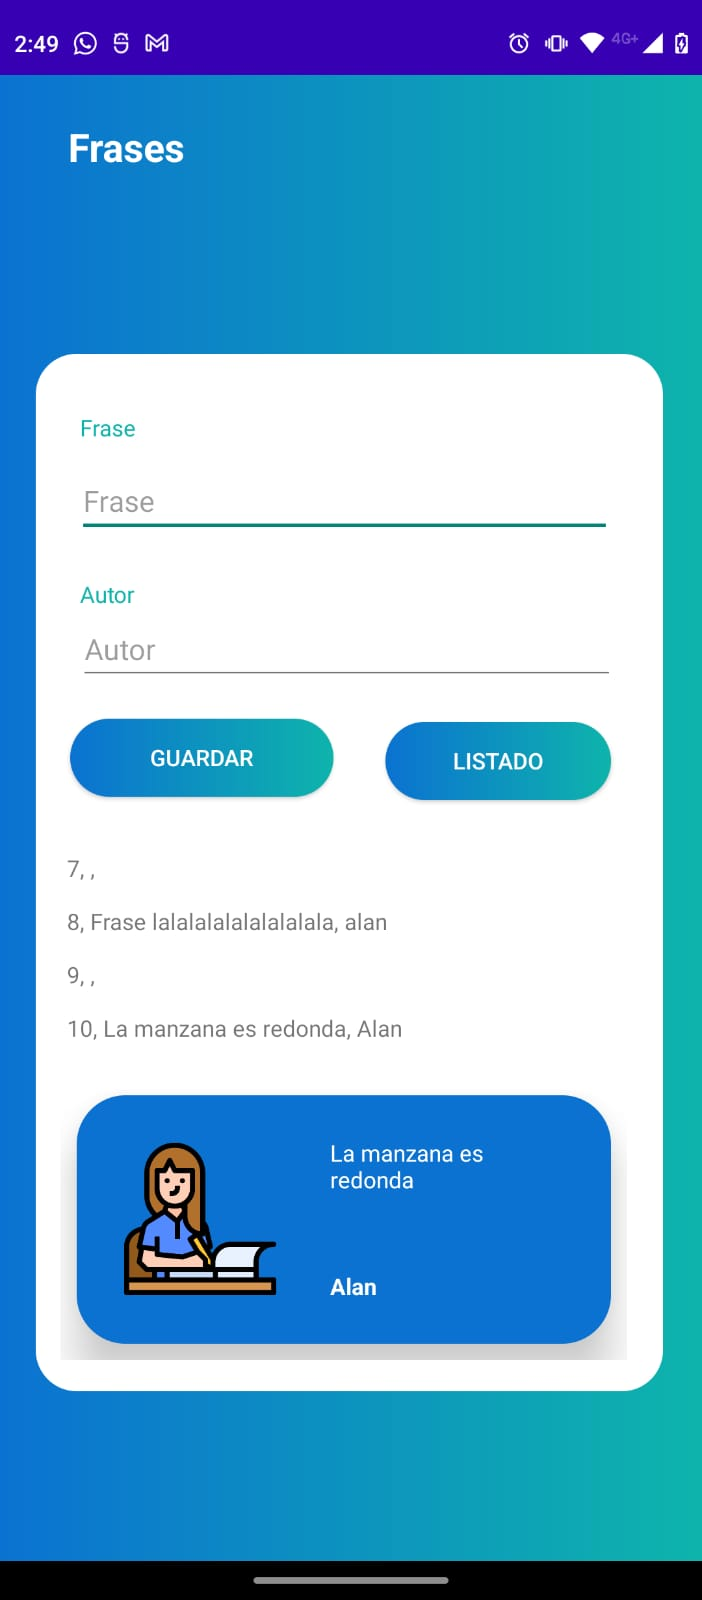 2:49
4G+
Frases
Frase
Frase
Autor
Autor
GUARDAR
LISTADO
7, ,
8, Frase lalalalalalalalala, alan
9, ,
10, La manzana es redonda, Alan
La manzana es
redonda
Alan